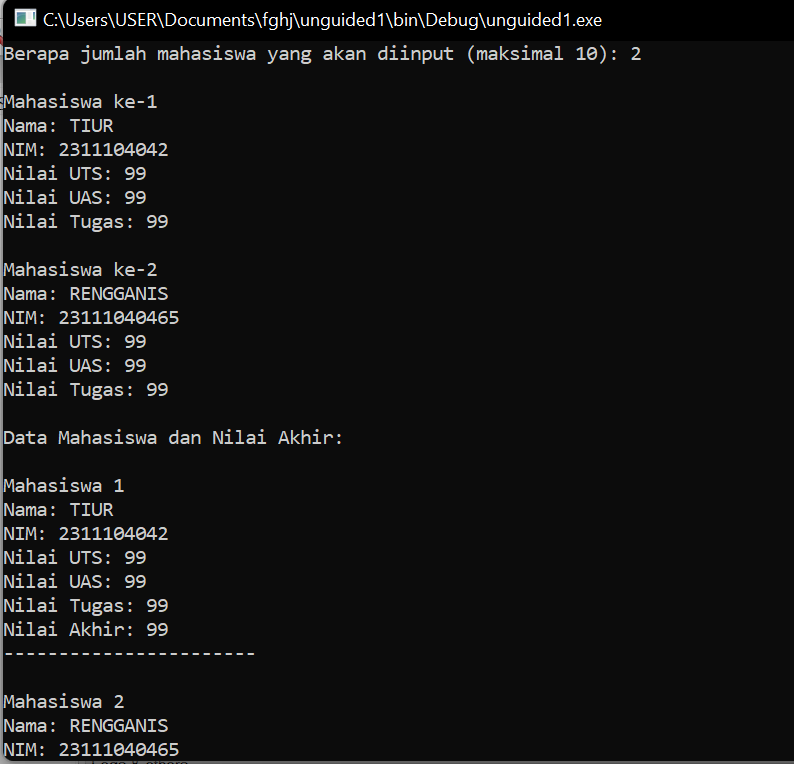 C:\Users\USER\Documents\fghj\unguided1\bin\Debug\unguided1.exe
Berapa jumlah mahasiswa yang akan diinput (maksimal 10): 2
Mahasiswa ke-1
Nama: TIUR
NIM: 2311104042
Nilai UTS: 99
Nilai UAS: 99
Nilai Tugas: 99
Mahasiswa ke-2
Nama: RENGGANIS
NIM: 23111040465
Nilai UTS: 99
Nilai UAS: 99
Nilai Tugas: 99
Data Mahasiswa dan Nilai Akhir:
Mahasiswa 1
Nama: TIUR
NIM: 2311104042
Nilai UTS: 99
Nilai UAS: 99
Nilai Tugas: 99
Nilai Akhir: 99
-----------------------
Mahasiswa 2
Nama: RENGGANIS
NIM: 23111040465